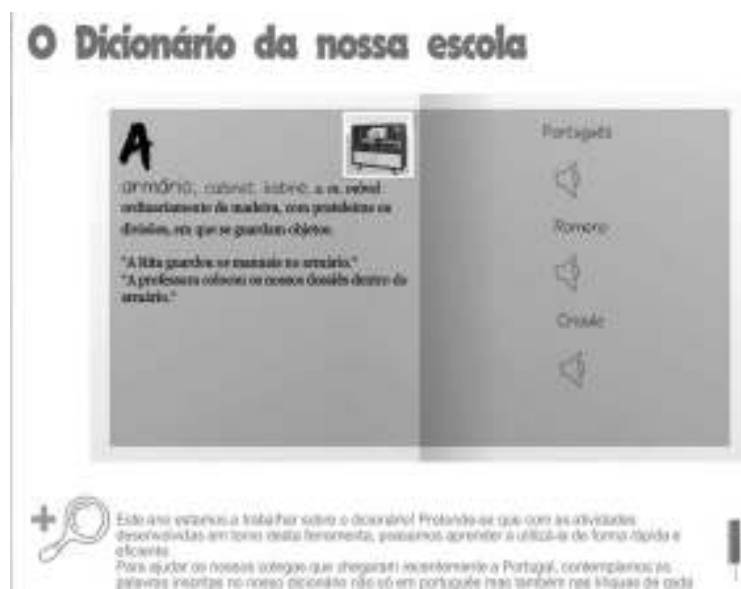 O Dicionário da nossa escola
A
armário, cabinet, kabine. s. m. móvel
ordinariamente de madeira, com prateleiras ou
divisões, em que se guardam objetos.
"A Rita guardou os manuais no armário."
"A professora colocou os nossos dossiês dentro do
armário."
Português
Romeno
Crioulo
+
Este ano estamos a trabalhar sobre o dicionário! Pretende-se que com as atividades
desenvolvidas em torno desta ferramenta, possamos aprender a utilizá-la de forma rápida e
eficiente.
Para ajudar os nossos colegas que chegaram recentemente a Portugal, contemplamos as
palavras inscritas no nosso dicionário não só em português mas também nas línguas de cada